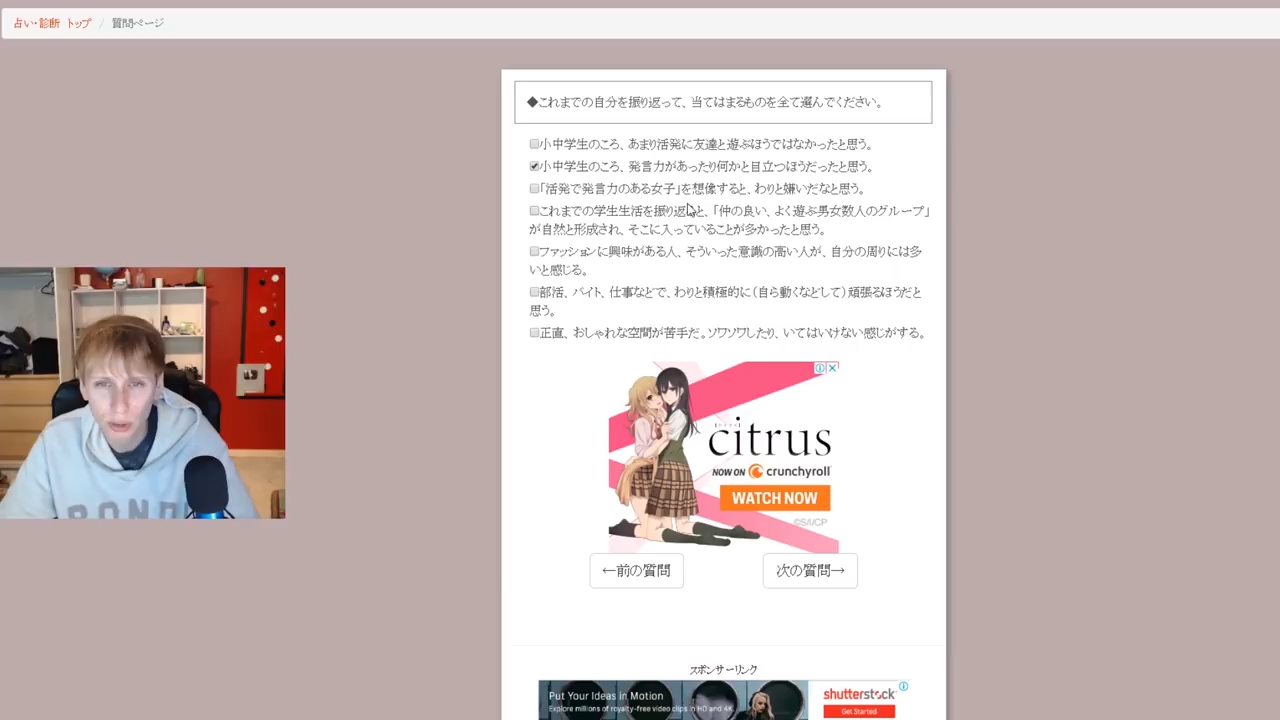 占い・診断 トップ / 質問ページ
◆これまでの自分を振り返って、当てはまるものを全て選んでください。
小中学生のころ、あまり活発に友達と遊ぶほうではなかったと思う。
小中学生のころ、発言力があったり何かと目立つほうだったと思う。
「活発で発言力のある女子」を想像すると、わりと嫌いだなと思う。
これまでの学生生活を振り返ると、「仲の良い、よく遊ぶ男女数人のグループ」
が自然と形成され、そこに入っていることが多かったと思う。
ファッションに興味がある人、そういった意識の高い人が、自分の周りには多
いと感じる。
部活、バイト、仕事などで、わりと積極的に（自ら動くなどして）頑張るほうだと
思う。
正直、おしゃれな空間が苦手だ。ソワソワしたり、いてはいけない感じがする。
citrus
NOW ON crunchyroll
WATCH NOW
©S/I/CP
←前の質問
次の質問→
スポンサーリンク
Put Your Ideas in Motion
Explore millions of royalty-free video clips in HD and 4K.
shutterstock
Get Started